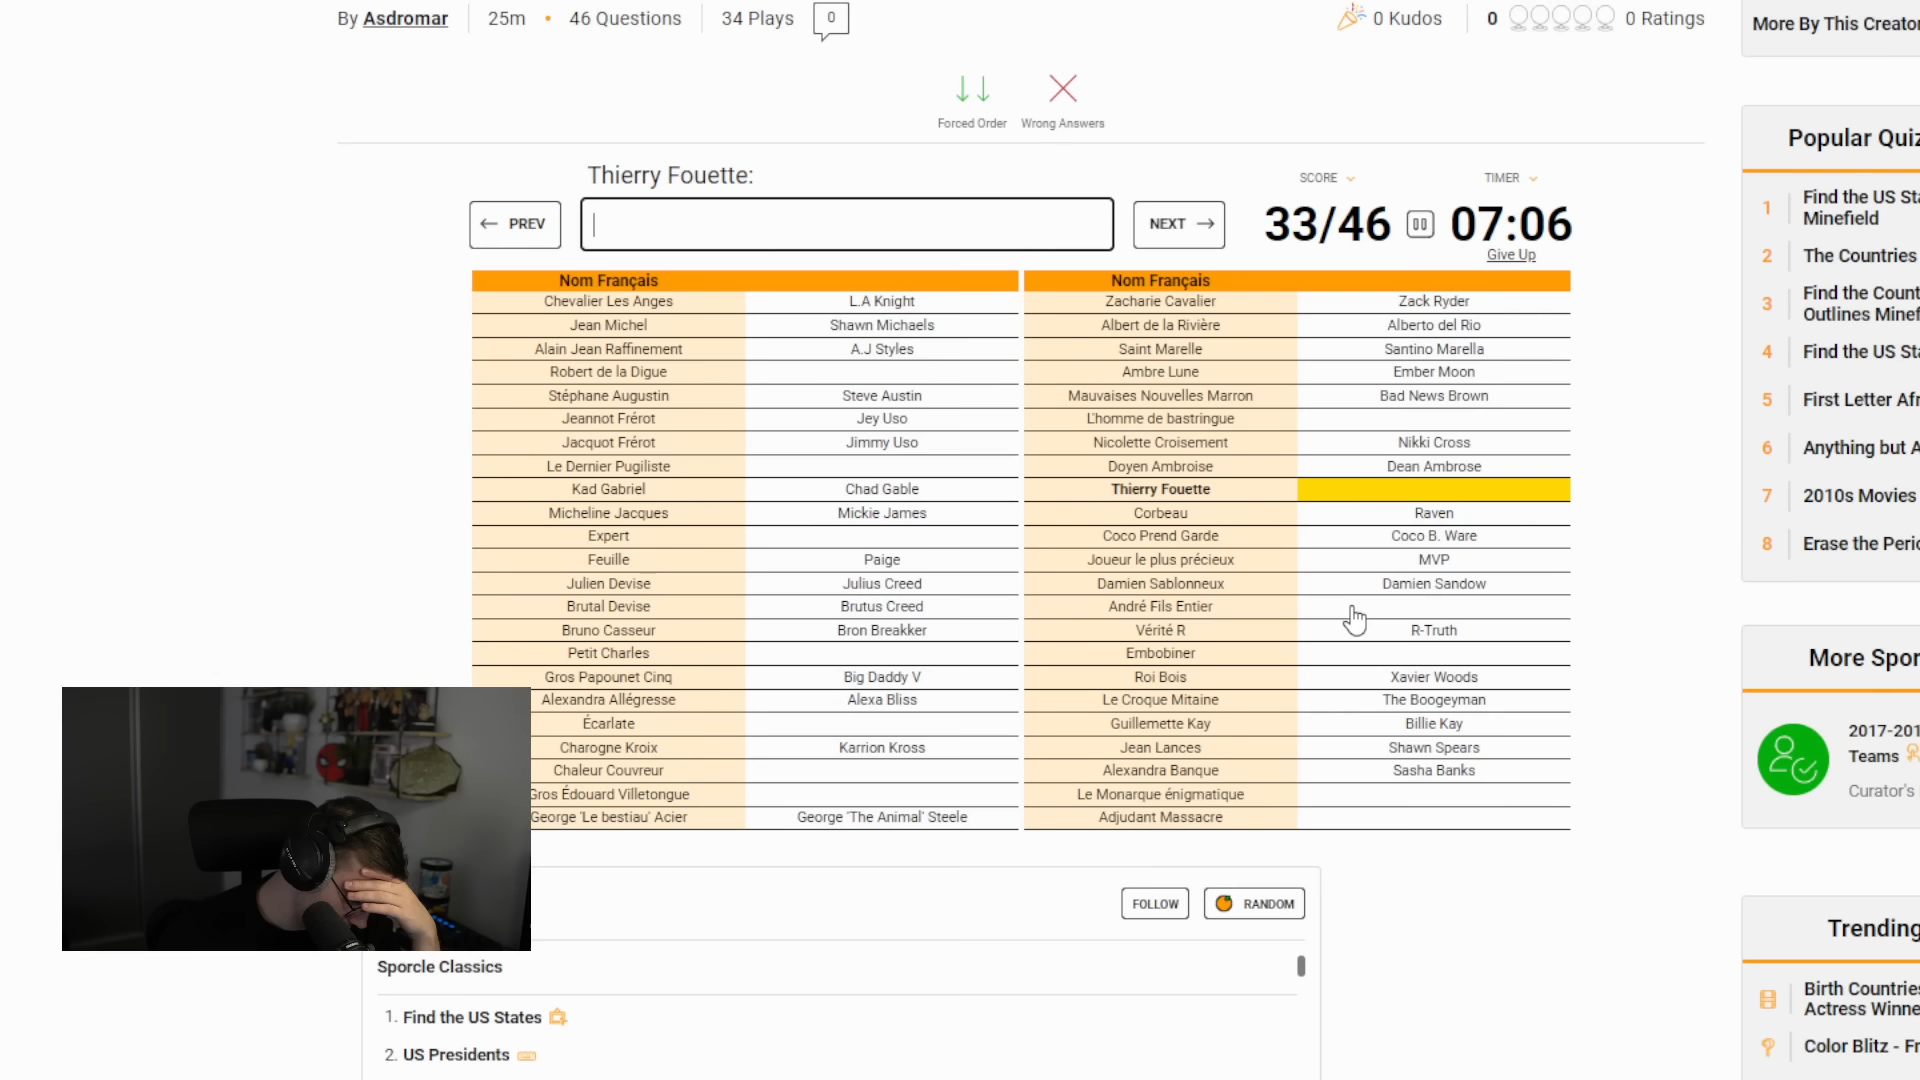 By Asdromar
25m • 46 Questions
34 Plays
0
0 Kudos
0
0 Ratings
More By This Creator
Forced Order
Wrong Answers
Thierry Fouette:
← PREV
NEXT →
SCORE
33/46
TIMER
07:06
Give Up
Nom Français
Chevalier Les Anges L.A Knight
Jean Michel Shawn Michaels
Alain Jean Raffinement A.J Styles
Robert de la Digue
Stéphane Augustin Steve Austin
Jeannot Frérot Jey Uso
Jacquot Frérot Jimmy Uso
Le Dernier Pugiliste
Kad Gabriel Chad Gable
Micheline Jacques Mickie James
Expert
Feuille Paige
Julien Devise Julius Creed
Brutal Devise Brutus Creed
Bruno Casseur Bron Breakker
Petit Charles
Gros Papounet Cinq Big Daddy V
Alexandra Allégresse Alexa Bliss
Écarlate
Charogne Kroix Karrion Kross
Chaleur Couvreur
Gros Édouard Villetongue
George 'Le bestiau' Acier George 'The Animal' Steele
Nom Français
Zacharie Cavalier Zack Ryder
Albert de la Rivière Alberto del Rio
Saint Marelle Santino Marella
Ambre Lune Ember Moon
Mauvaises Nouvelles Marron Bad News Brown
L'homme de bastringue
Nicolette Croisement Nikki Cross
Doyen Ambroise Dean Ambrose
Thierry Fouette
Corbeau Raven
Coco Prend Garde Coco B. Ware
Joueur le plus précieux MVP
Damien Sablonneux Damien Sandow
André Fils Entier
Vérité R R-Truth
Embobiner
Roi Bois Xavier Woods
Le Croque Mitaine The Boogeyman
Guillemette Kay Billie Kay
Jean Lances Shawn Spears
Alexandra Banque Sasha Banks
Le Monarque énigmatique
Adjudant Massacre
FOLLOW
RANDOM
Sporcle Classics
1. Find the US States
2. US Presidents
Popular Quiz
1 Find the US Sta
Minefield
2 The Countries
3 Find the Count
Outlines Minef
4 Find the US Sta
5 First Letter Afr
6 Anything but A
7 2010s Movies
8 Erase the Peri
More Spor
2017-201
Teams
Curator's
Trending
Birth Countries
Actress Winne
Color Blitz - Fr